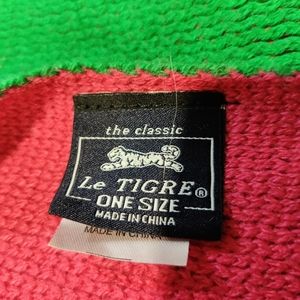 the classic
Le TIGRE®
ONE SIZE
MADE IN CHINA
MADE IN CHINA